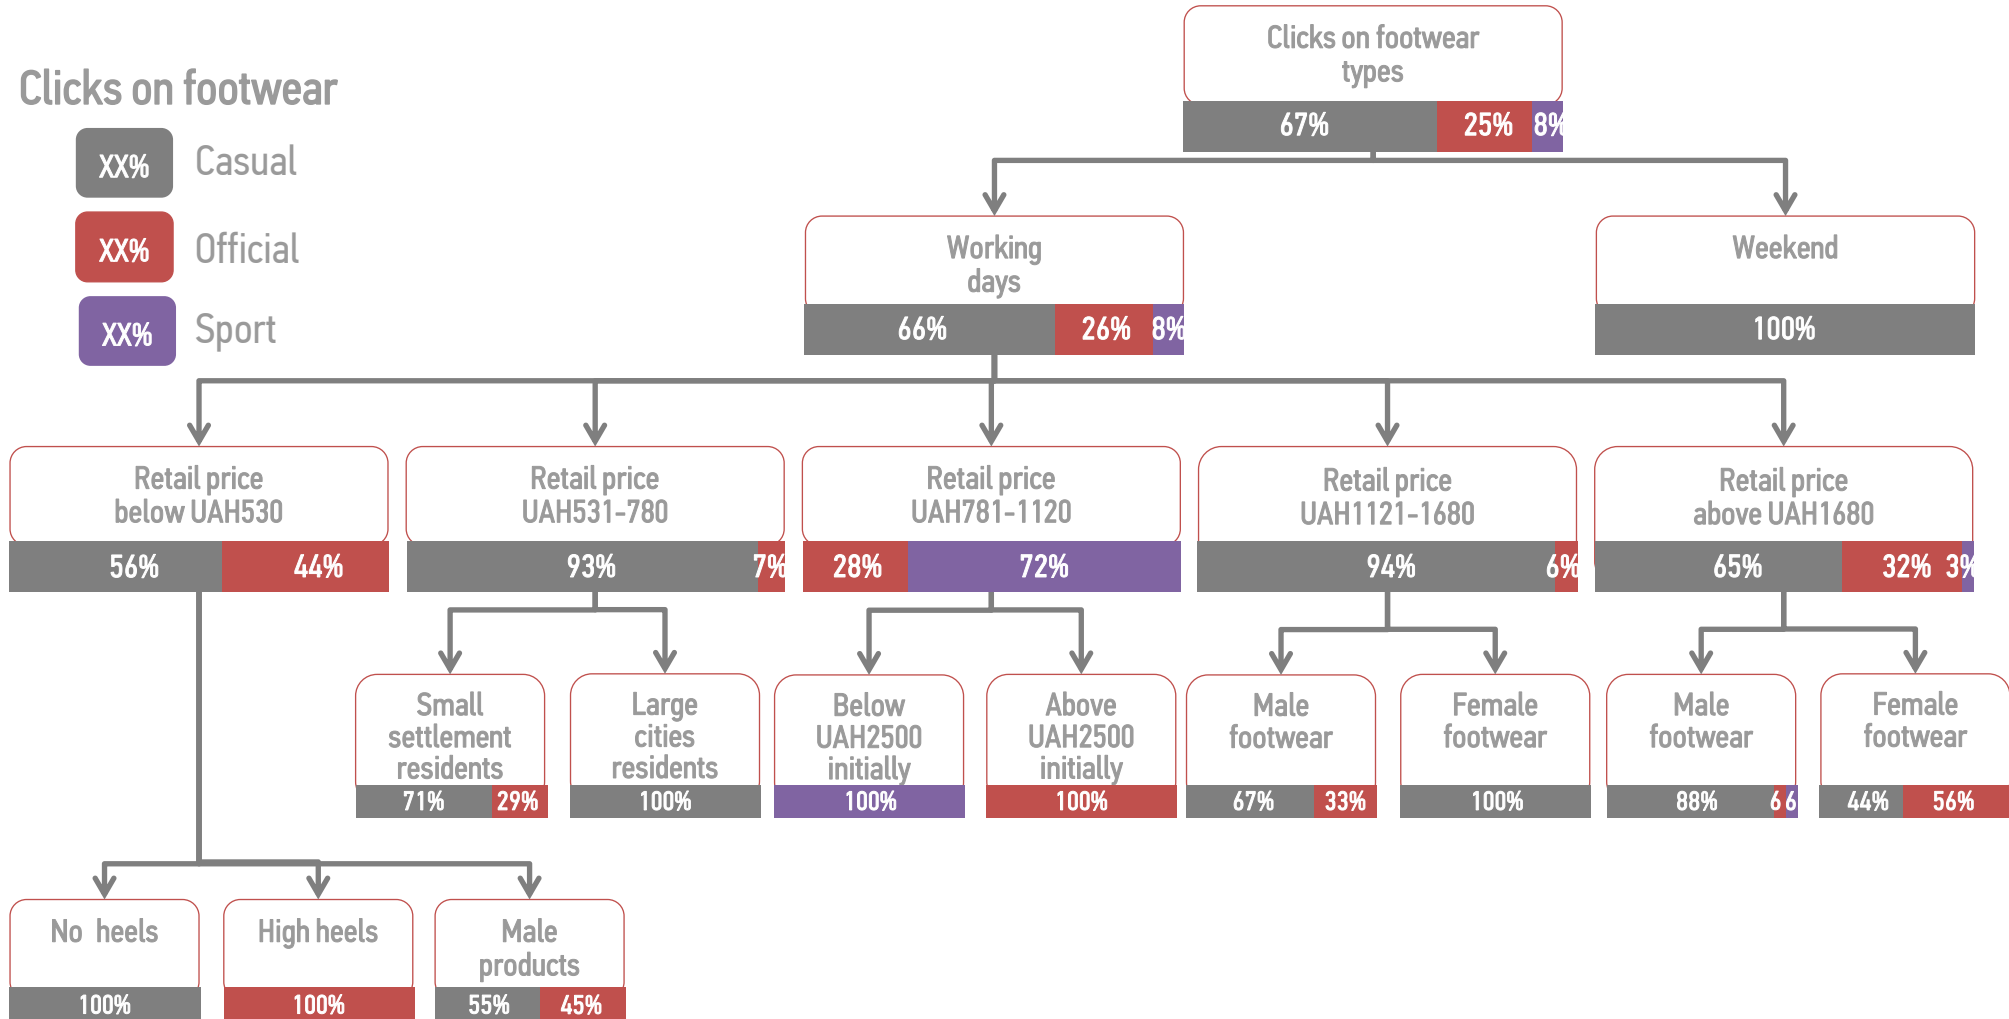 Clicks on footwear
types
67% 25% 8%
Clicks on footwear
XX% Casual
XX% Official
XX% Sport
Working
days
66% 26% 8%
Weekend
100%
Retail price
below UAH530
56% 44%
Retail price
UAH531-780
93% 7%
Retail price
UAH781-1120
28% 72%
Retail price
UAH1121-1680
94% 6%
Retail price
above UAH1680
65% 32% 3%
Small
settlement
residents
71% 29%
Large
cities
residents
100%
Below
UAH2500
initially
100%
Above
UAH2500
initially
100%
Male
footwear
67% 33%
Female
footwear
100%
Male
footwear
88% 6 6
Female
footwear
44% 56%
No heels
100%
High heels
100%
Male
products
55% 45%